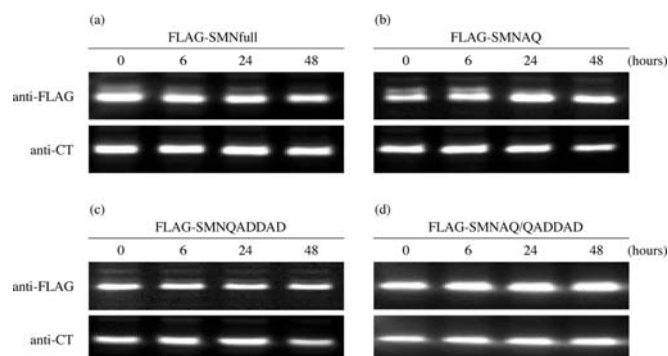 (a)
FLAG-SMNfull
0 6 24 48
anti-FLAG
anti-CT
(b)
FLAG-SMNAQ
0 6 24 48 (hours)
(c)
FLAG-SMNQADDAD
0 6 24 48
anti-FLAG
anti-CT
(d)
FLAG-SMNAQ/QADDAD
0 6 24 48 (hours)